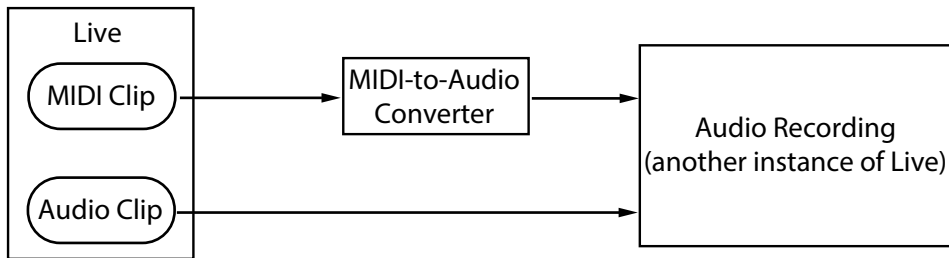 Live
MIDI Clip
MIDI-to-Audio
Converter
Audio Recording
(another instance of Live)
Audio Clip